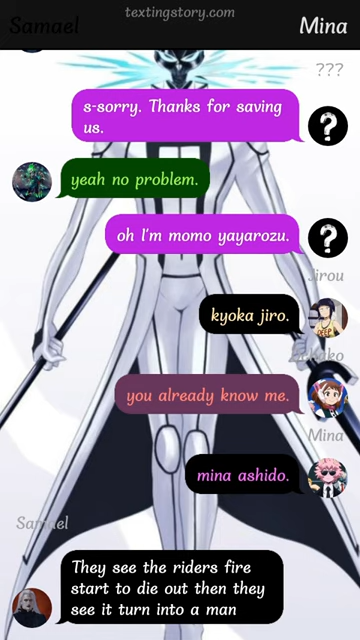 textingstory.com
Samael
Mina
???
s-sorry. Thanks for saving
us.
yeah no problem.
oh I'm momo yayarozu.
Jirou
kyoka jiro.
Ochako
you already know me.
Mina
mina ashido.
Samael
They see the riders fire
start to die out then they
see it turn into a man